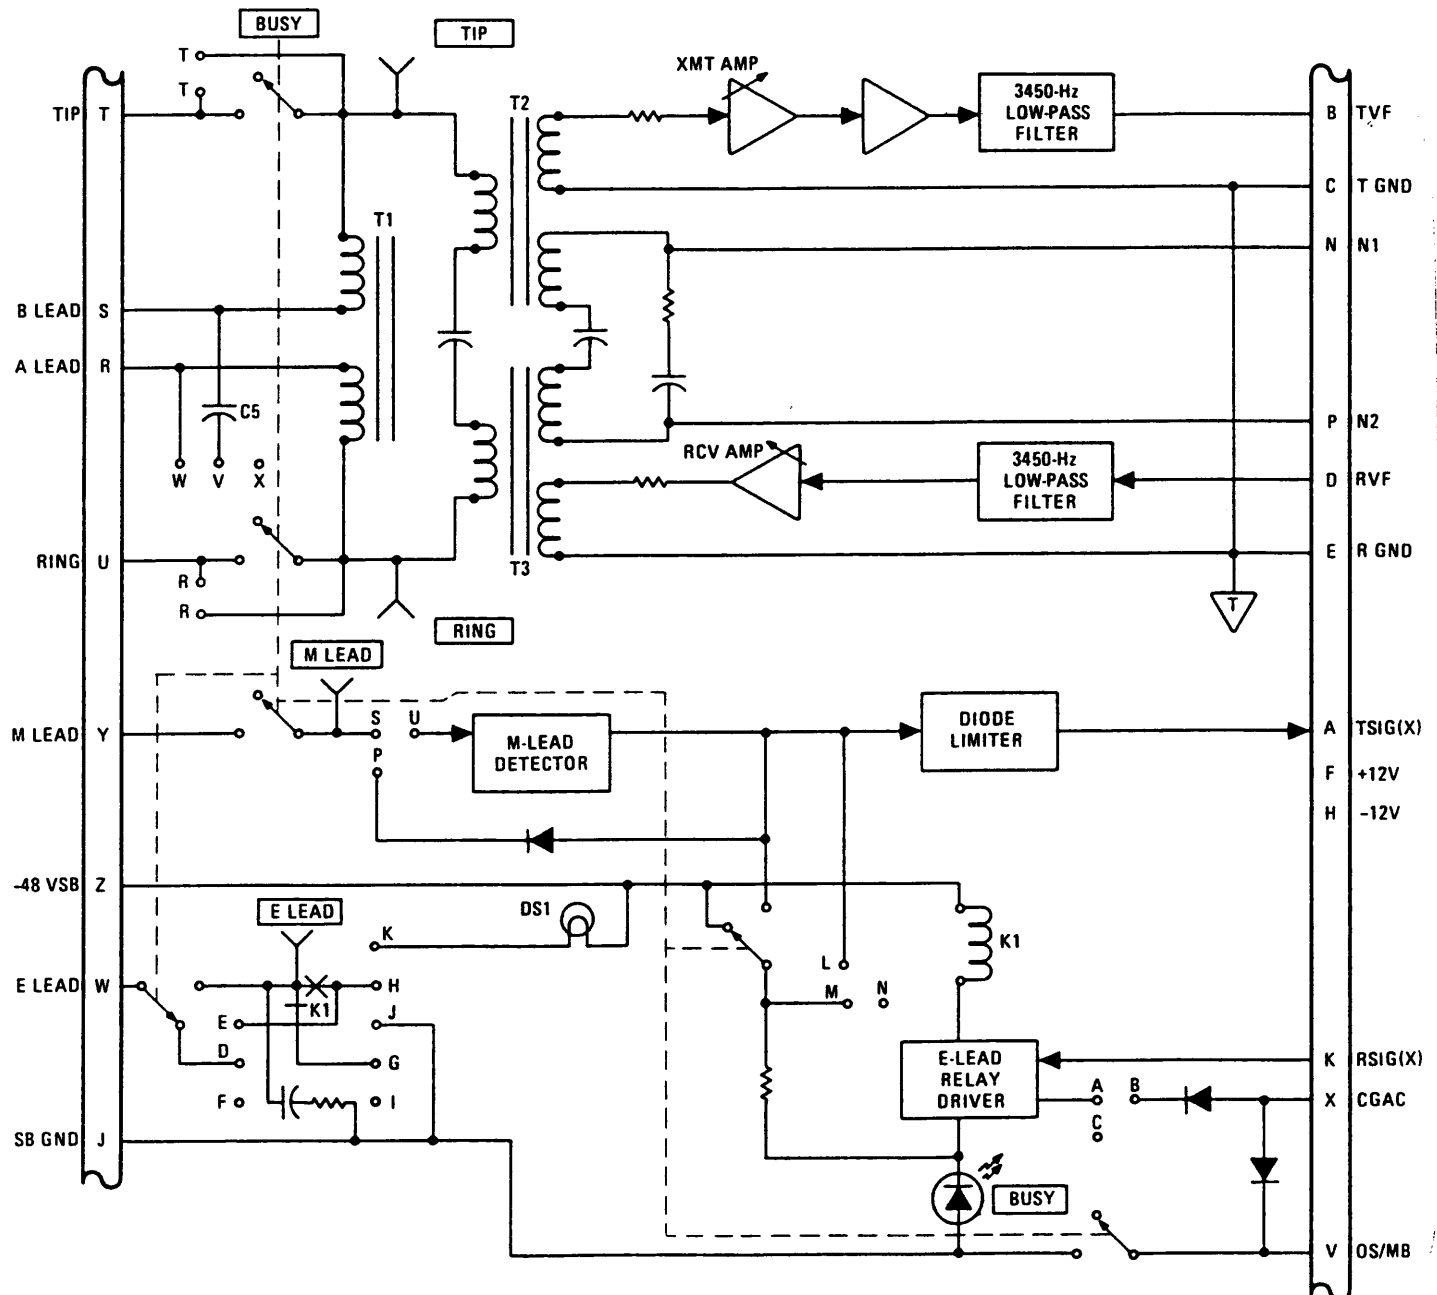 BUSY
TIP
T
T
TIP T
XMT AMP
T2
3450-Hz
LOW-PASS
FILTER
B TVF
C T GND
T1
N N1
B LEAD S
A LEAD R
C5
W V X
P N2
RCV AMP
3450-Hz
LOW-PASS
FILTER
D RVF
RING U
R
R
T3
E R GND
T
RING
M LEAD
M LEAD Y
S U
P
M-LEAD
DETECTOR
DIODE
LIMITER
A TSIG(X)
F +12V
H -12V
-48 VSB Z
E LEAD
DS1
K
K1
E LEAD W
H
L
M N
K1
E
J
D
G
F
I
E-LEAD
RELAY
DRIVER
K RSIG(X)
A B
X CGAC
C
SB GND J
BUSY
V OS/MB